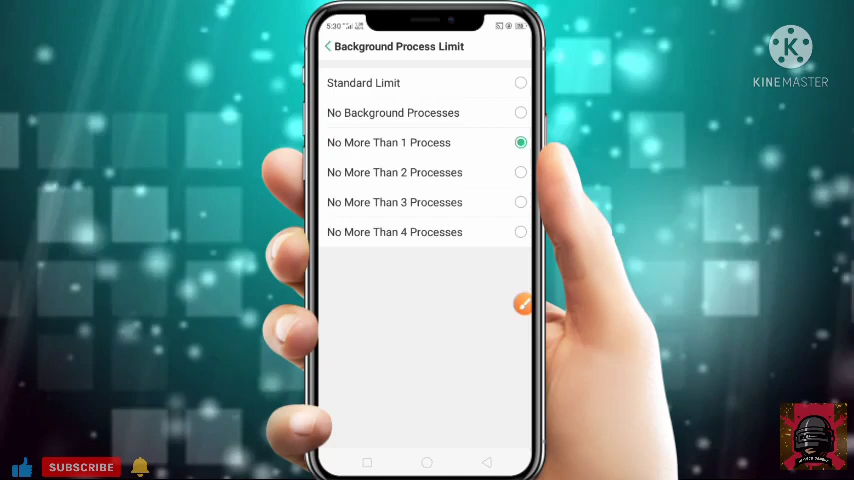 5:30
Background Process Limit
Standard Limit
No Background Processes
No More Than 1 Process
No More Than 2 Processes
No More Than 3 Processes
No More Than 4 Processes
K
KINEMASTER
SUBSCRIBE